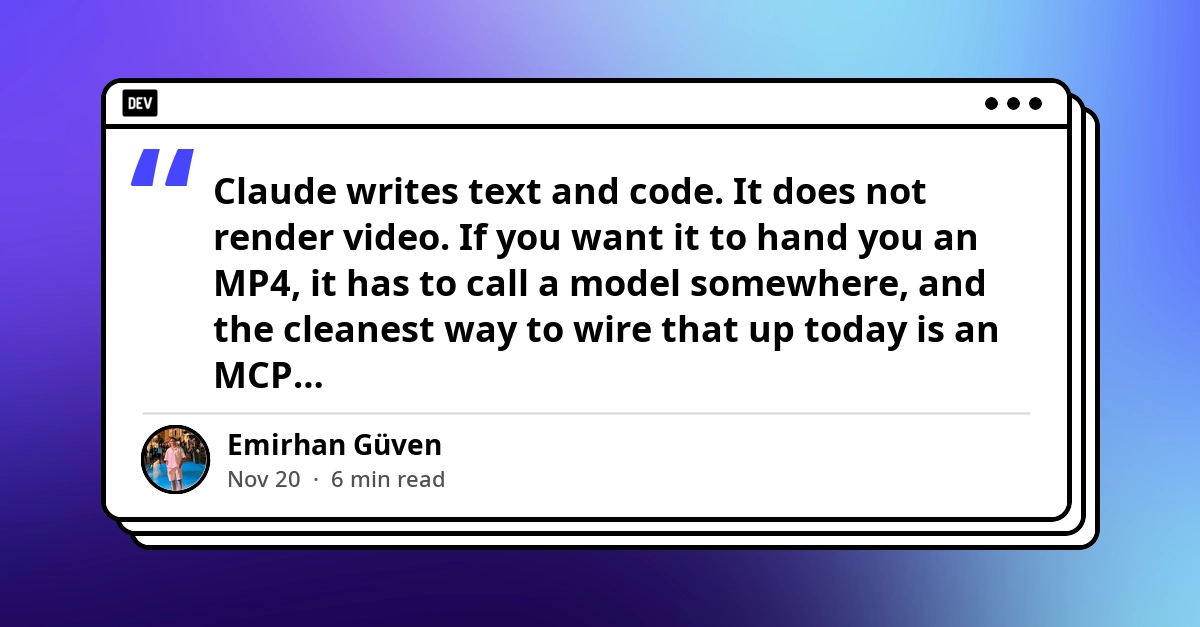 DEV
Claude writes text and code. It does not
render video. If you want it to hand you an
MP4, it has to call a model somewhere, and
the cleanest way to wire that up today is an
MCP...
Emirhan Güven
Nov 20 · 6 min read